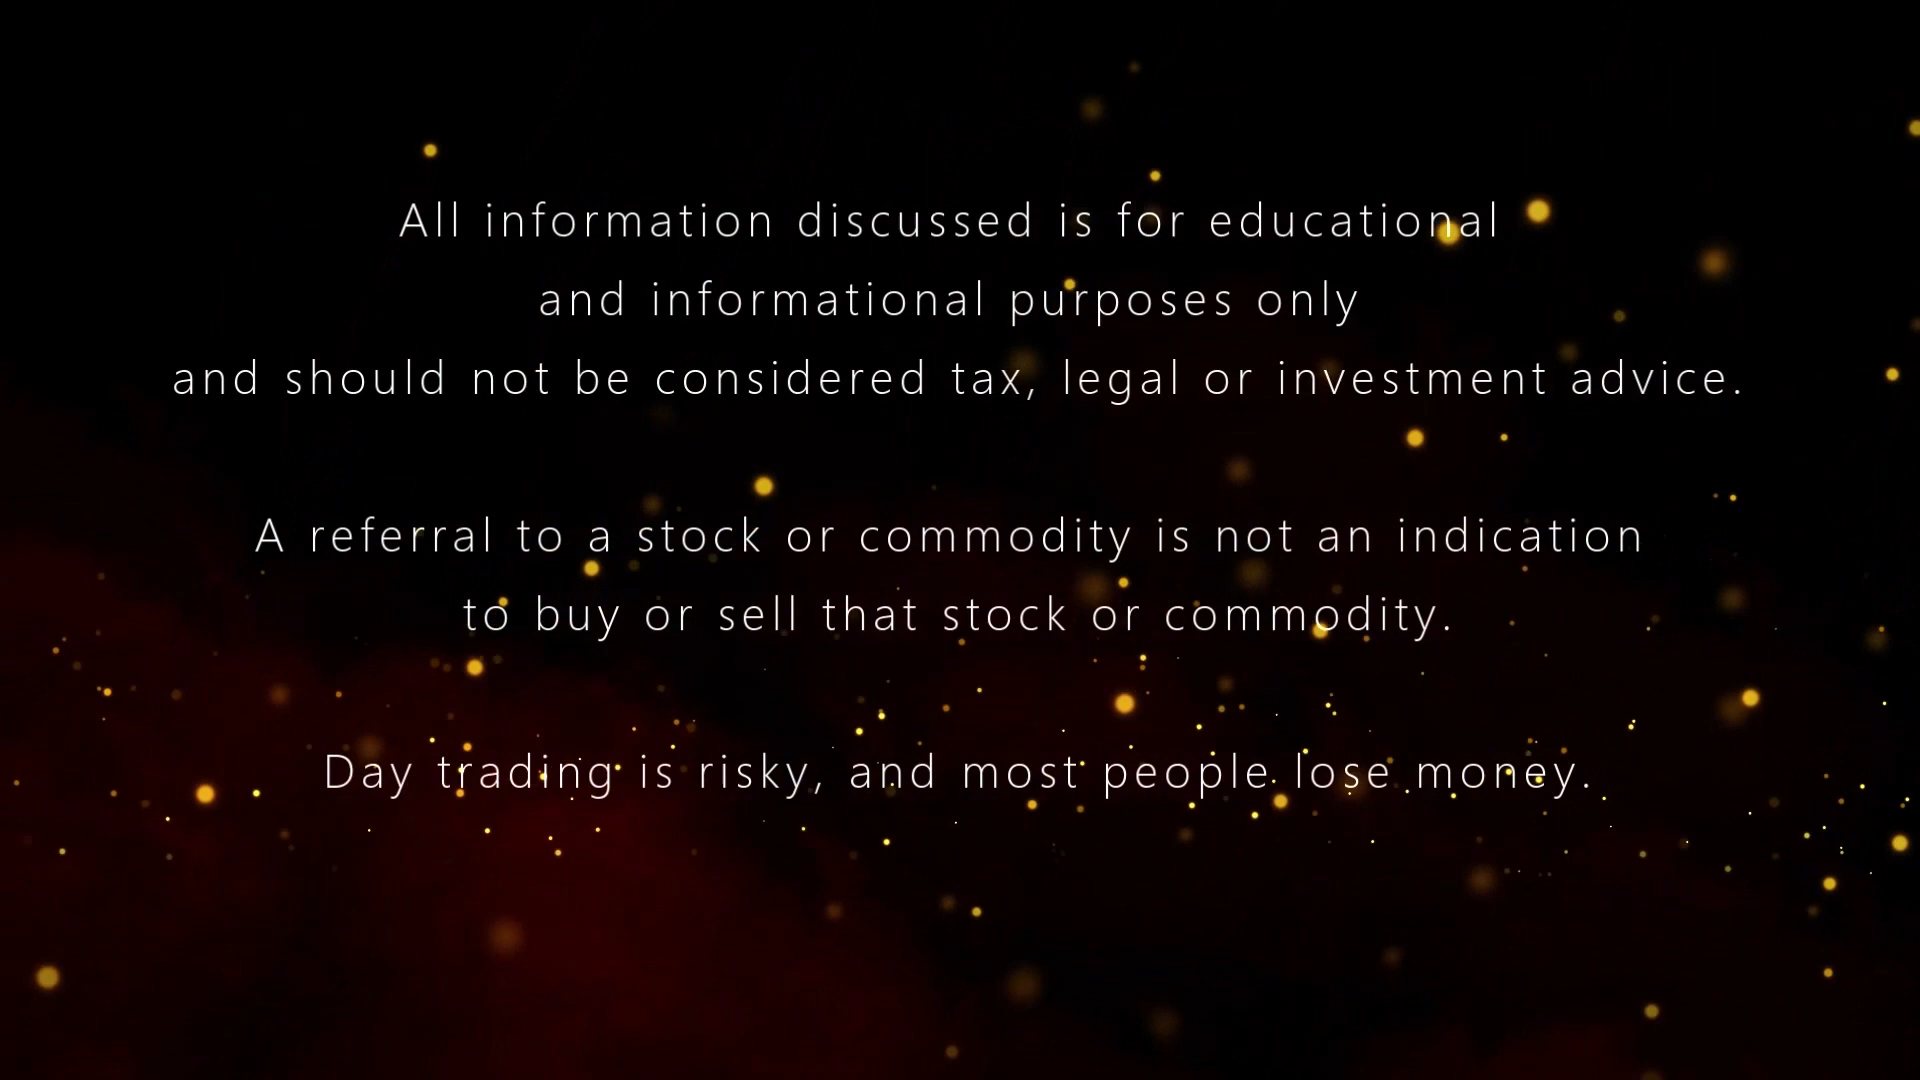 All information discussed is for educational
and informational purposes only
and should not be considered tax, legal or investment advice.
A referral to a stock or commodity is not an indication
to buy or sell that stock or commodity.
Day trading is risky, and most people lose money.